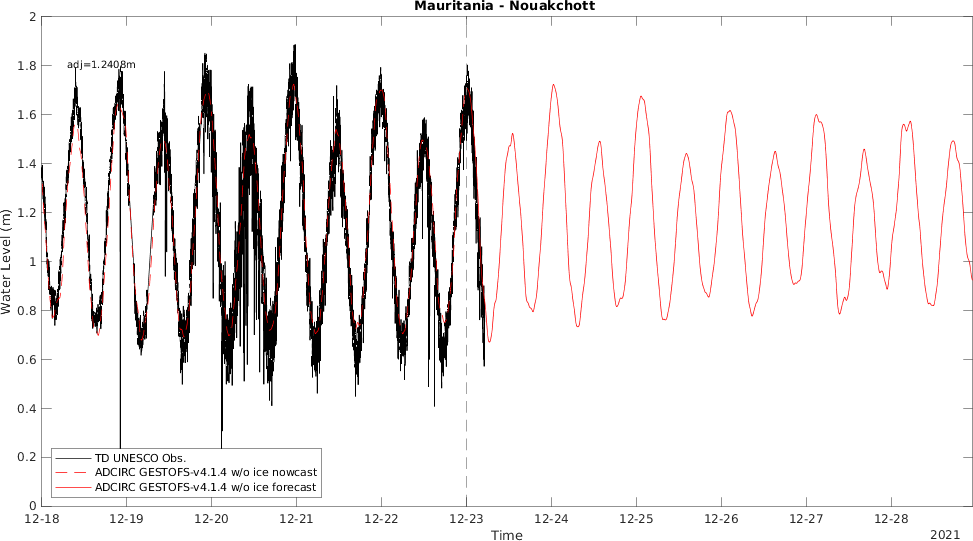 Mauritania - Nouakchott
2
1.8
1.6
1.4
1.2
1
0.8
0.6
0.4
0.2
0
Water Level (m)
adj=1.2408m
TD UNESCO Obs.
ADCIRC GESTOFS-v4.1.4 w/o ice nowcast
ADCIRC GESTOFS-v4.1.4 w/o ice forecast
12-18 12-19 12-20 12-21 12-22 12-23 12-24 12-25 12-26 12-27 12-28
Time
2021